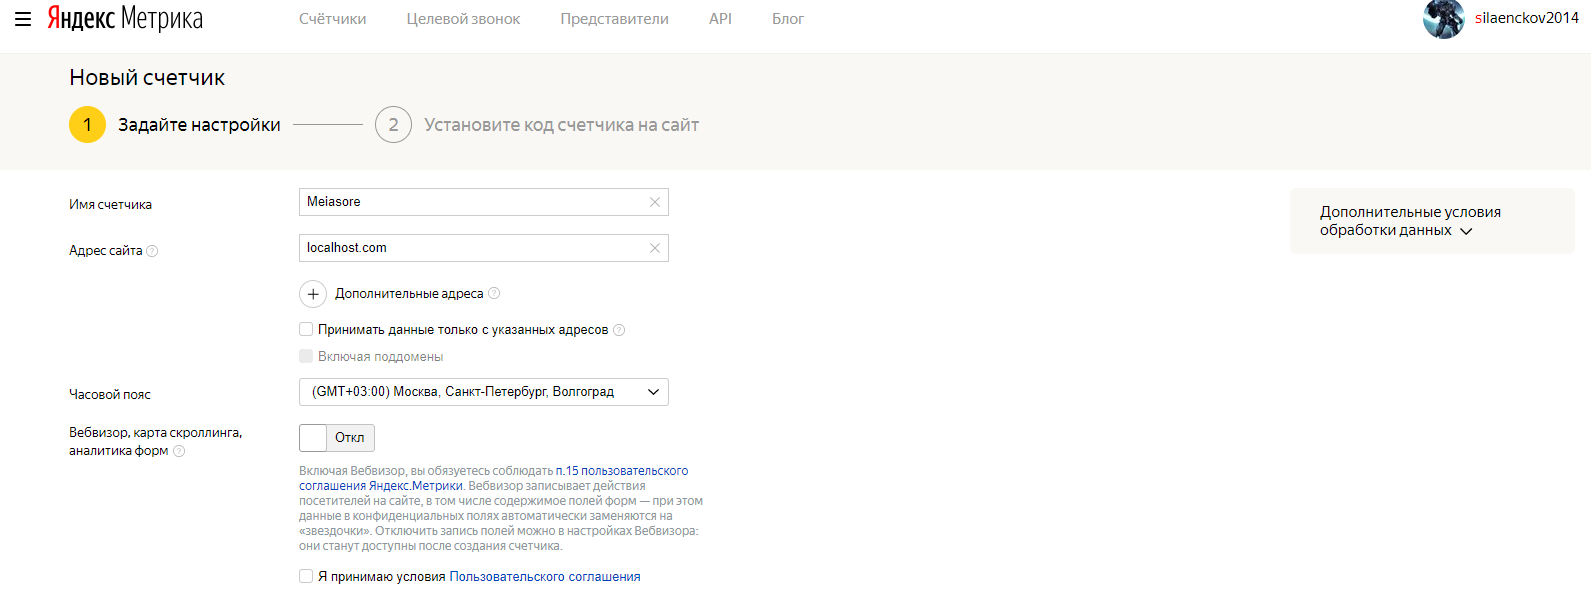 Яндекс Метрика
Счётчики Целевой звонок Представители API Блог
silaenckov2014
Новый счетчик
1 Задайте настройки 2 Установите код счетчика на сайт
Имя счетчика Meiasore
Дополнительные условия
обработки данных
Адрес сайта ? localhost.com
+ Дополнительные адреса ?
Принимать данные только с указанных адресов ?
Включая поддомены
Часовой пояс (GMT+03:00) Москва, Санкт-Петербург, Волгоград
Вебвизор, карта скроллинга,
аналитика форм ?
Откл
Включая Вебвизор, вы обязуетесь соблюдать п.15 пользовательского
соглашения Яндекс.Метрики. Вебвизор записывает действия
посетителей на сайте, в том числе содержимое полей форм — при этом
данные в конфиденциальных полях автоматически заменяются на
«звездочки». Отключить запись полей можно в настройках Вебвизора:
они станут доступны после создания счетчика.
Я принимаю условия Пользовательского соглашения